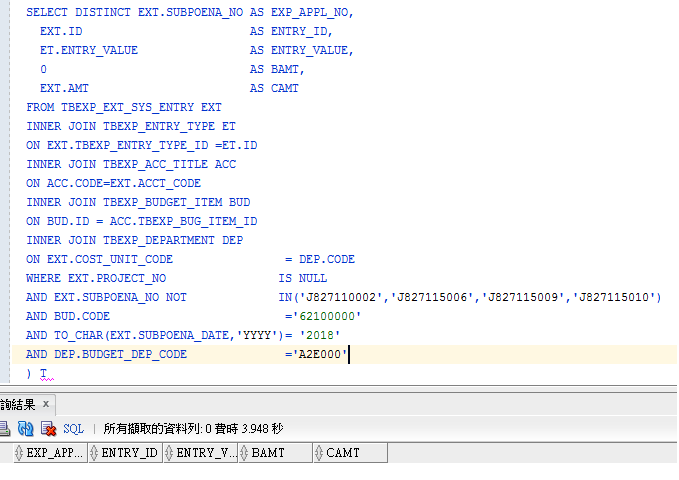 SELECT DISTINCT EXT.SUBPOENA_NO AS EXP_APPL_NO,
EXT.ID AS ENTRY_ID,
ET.ENTRY_VALUE AS ENTRY_VALUE,
0 AS BAMT,
EXT.AMT AS CAMT
FROM TBEXP_EXT_SYS_ENTRY EXT
INNER JOIN TBEXP_ENTRY_TYPE ET
ON EXT.TBEXP_ENTRY_TYPE_ID =ET.ID
INNER JOIN TBEXP_ACC_TITLE ACC
ON ACC.CODE=EXT.ACCT_CODE
INNER JOIN TBEXP_BUDGET_ITEM BUD
ON BUD.ID = ACC.TBEXP_BUG_ITEM_ID
INNER JOIN TBEXP_DEPARTMENT DEP
ON EXT.COST_UNIT_CODE = DEP.CODE
WHERE EXT.PROJECT_NO IS NULL
AND EXT.SUBPOENA_NO NOT IN('J827110002','J827115006','J827115009','J827115010')
AND BUD.CODE ='62100000'
AND TO_CHAR(EXT.SUBPOENA_DATE,'YYYY')= '2018'
AND DEP.BUDGET_DEP_CODE ='A2E000'
) T
詢結果 x
SQL | 所有擷取的資料列: 0 費時 3.948 秒
EXP_APP... ENTRY_ID ENTRY_V... BAMT CAMT